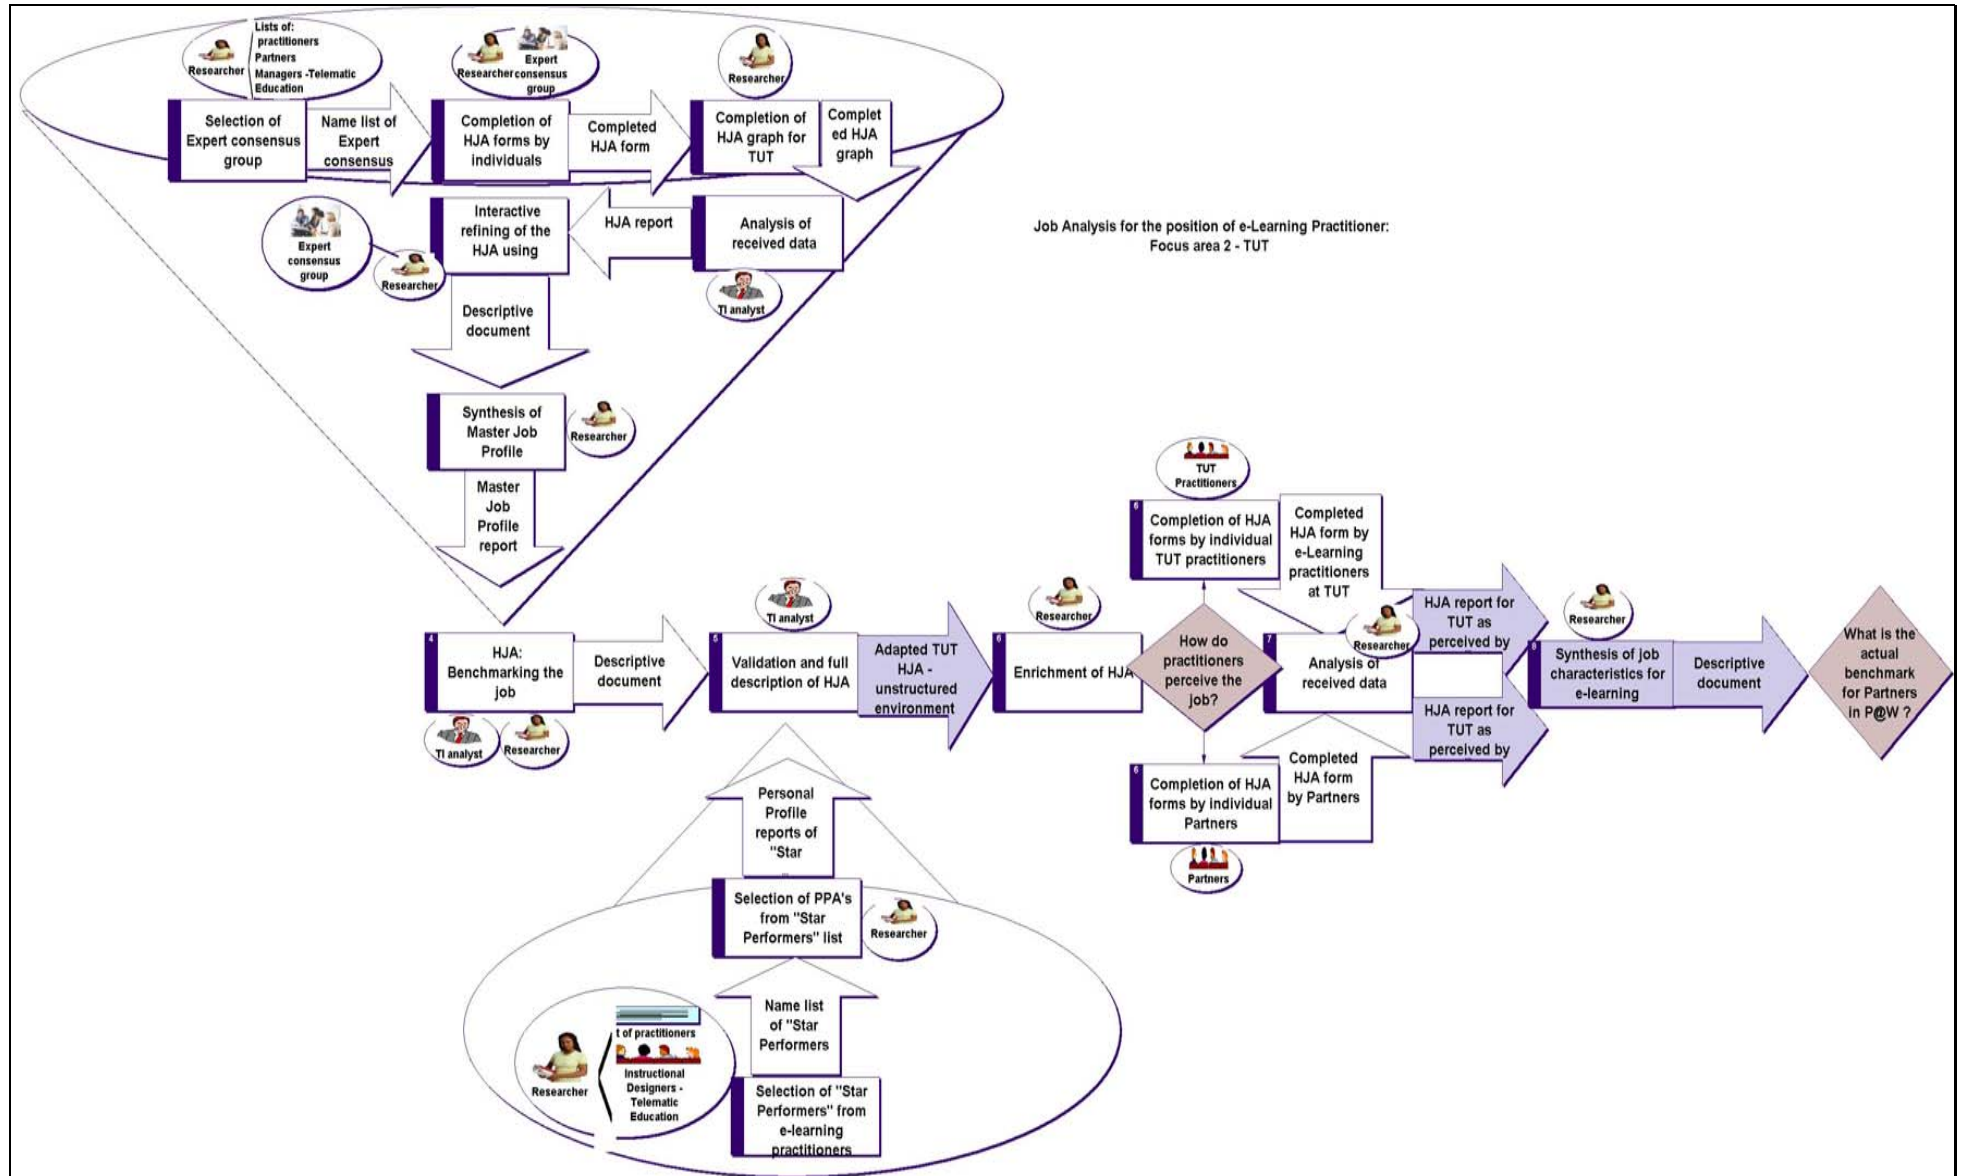 Lists of:
practitioners
Partners
Managers -Telematic
Education
Researcher
Selection of
Expert consensus
group
Name list of
Expert
consensus
Researcher
Expert
consensus
group
Completion of
HJA forms by
individuals
Completed
HJA form
Researcher
Completion of
HJA graph for
TUT
Complet
ed HJA
graph
Analysis of
received data
TI analyst
HJA report
Interactive
refining of the
HJA using
Expert
consensus
group
Researcher
Descriptive
document
Synthesis of
Master Job
Profile
Researcher
Master
Job
Profile
report
Job Analysis for the position of e-Learning Practitioner:
Focus area 2 - TUT
4
HJA:
Benchmarking the
job
TI analyst
Researcher
Descriptive
document
TI analyst
5
Validation and full
description of HJA
Adapted TUT
HJA -
unstructured
environment
Researcher
6
Enrichment of HJA
How do
practitioners
perceive the
job?
TUT
Practitioners
6
Completion of HJA
forms by individual
TUT practitioners
Completed
HJA form by
e-Learning
practitioners
at TUT
6
Completion of HJA
forms by individual
Partners
Partners
Completed
HJA form
by Partners
Researcher
7
Analysis of
received data
HJA report for
TUT as
perceived by
HJA report for
TUT as
perceived by
Researcher
8
Synthesis of job
characteristics for
e-learning
Descriptive
document
What is the
actual
benchmark
for Partners
in P@W ?
Personal
Profile
reports of
"Star
Selection of PPA's
from "Star
Performers" list
Researcher
Name list
of "Star
Performers
Researcher
t of practitioners
Instructional
Designers -
Telematic
Education
Selection of "Star
Performers" from
e-learning
practitioners